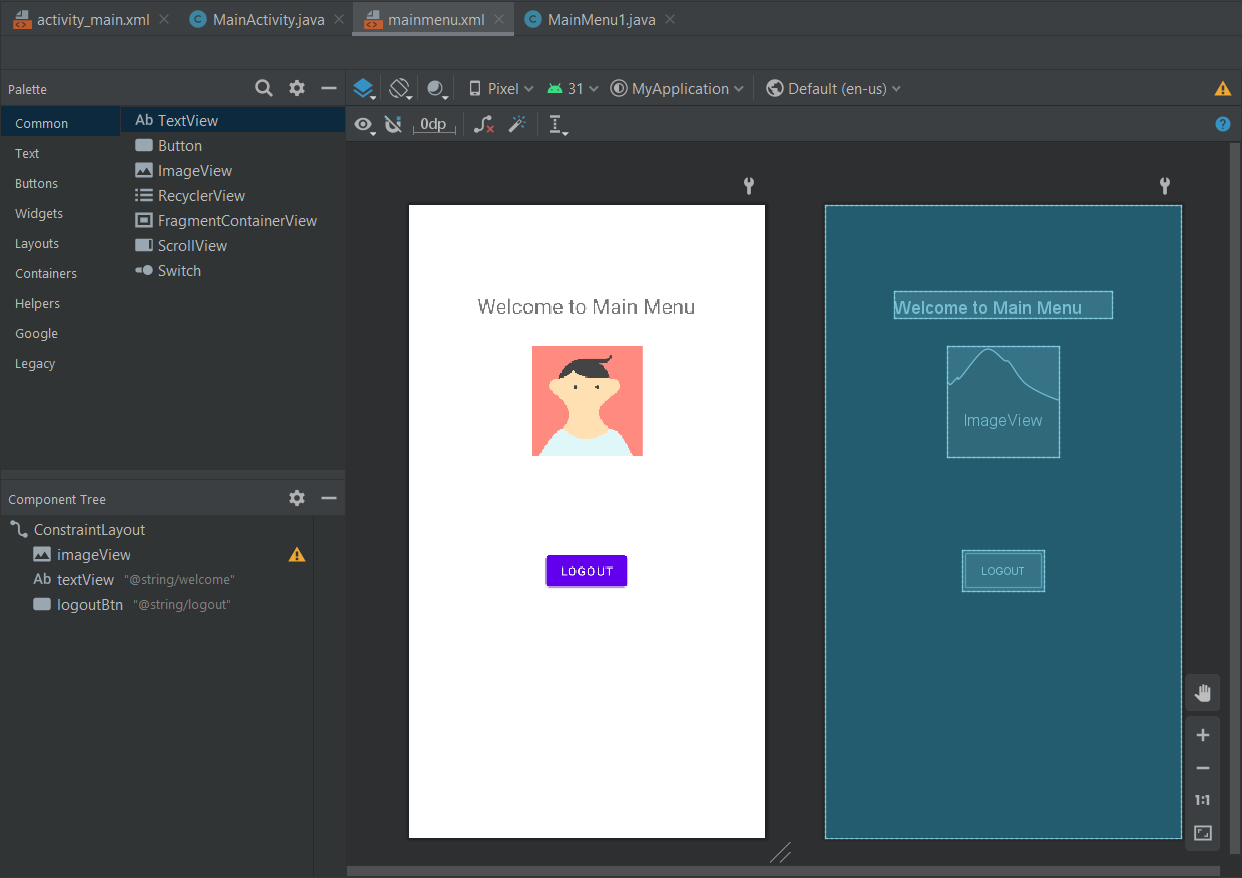 activity_main.xml MainActivity.java mainmenu.xml MainMenu1.java
Palette
Pixel 31 MyApplication Default (en-us)
0dp
Common
Text
Buttons
Widgets
Layouts
Containers
Helpers
Google
Legacy
Ab TextView
Button
ImageView
RecyclerView
FragmentContainerView
ScrollView
Switch
Component Tree
ConstraintLayout
imageView
Ab textView "@string/welcome"
logoutBtn "@string/logout"
Welcome to Main Menu
LOGOUT
Welcome to Main Menu
ImageView
LOGOUT
1:1